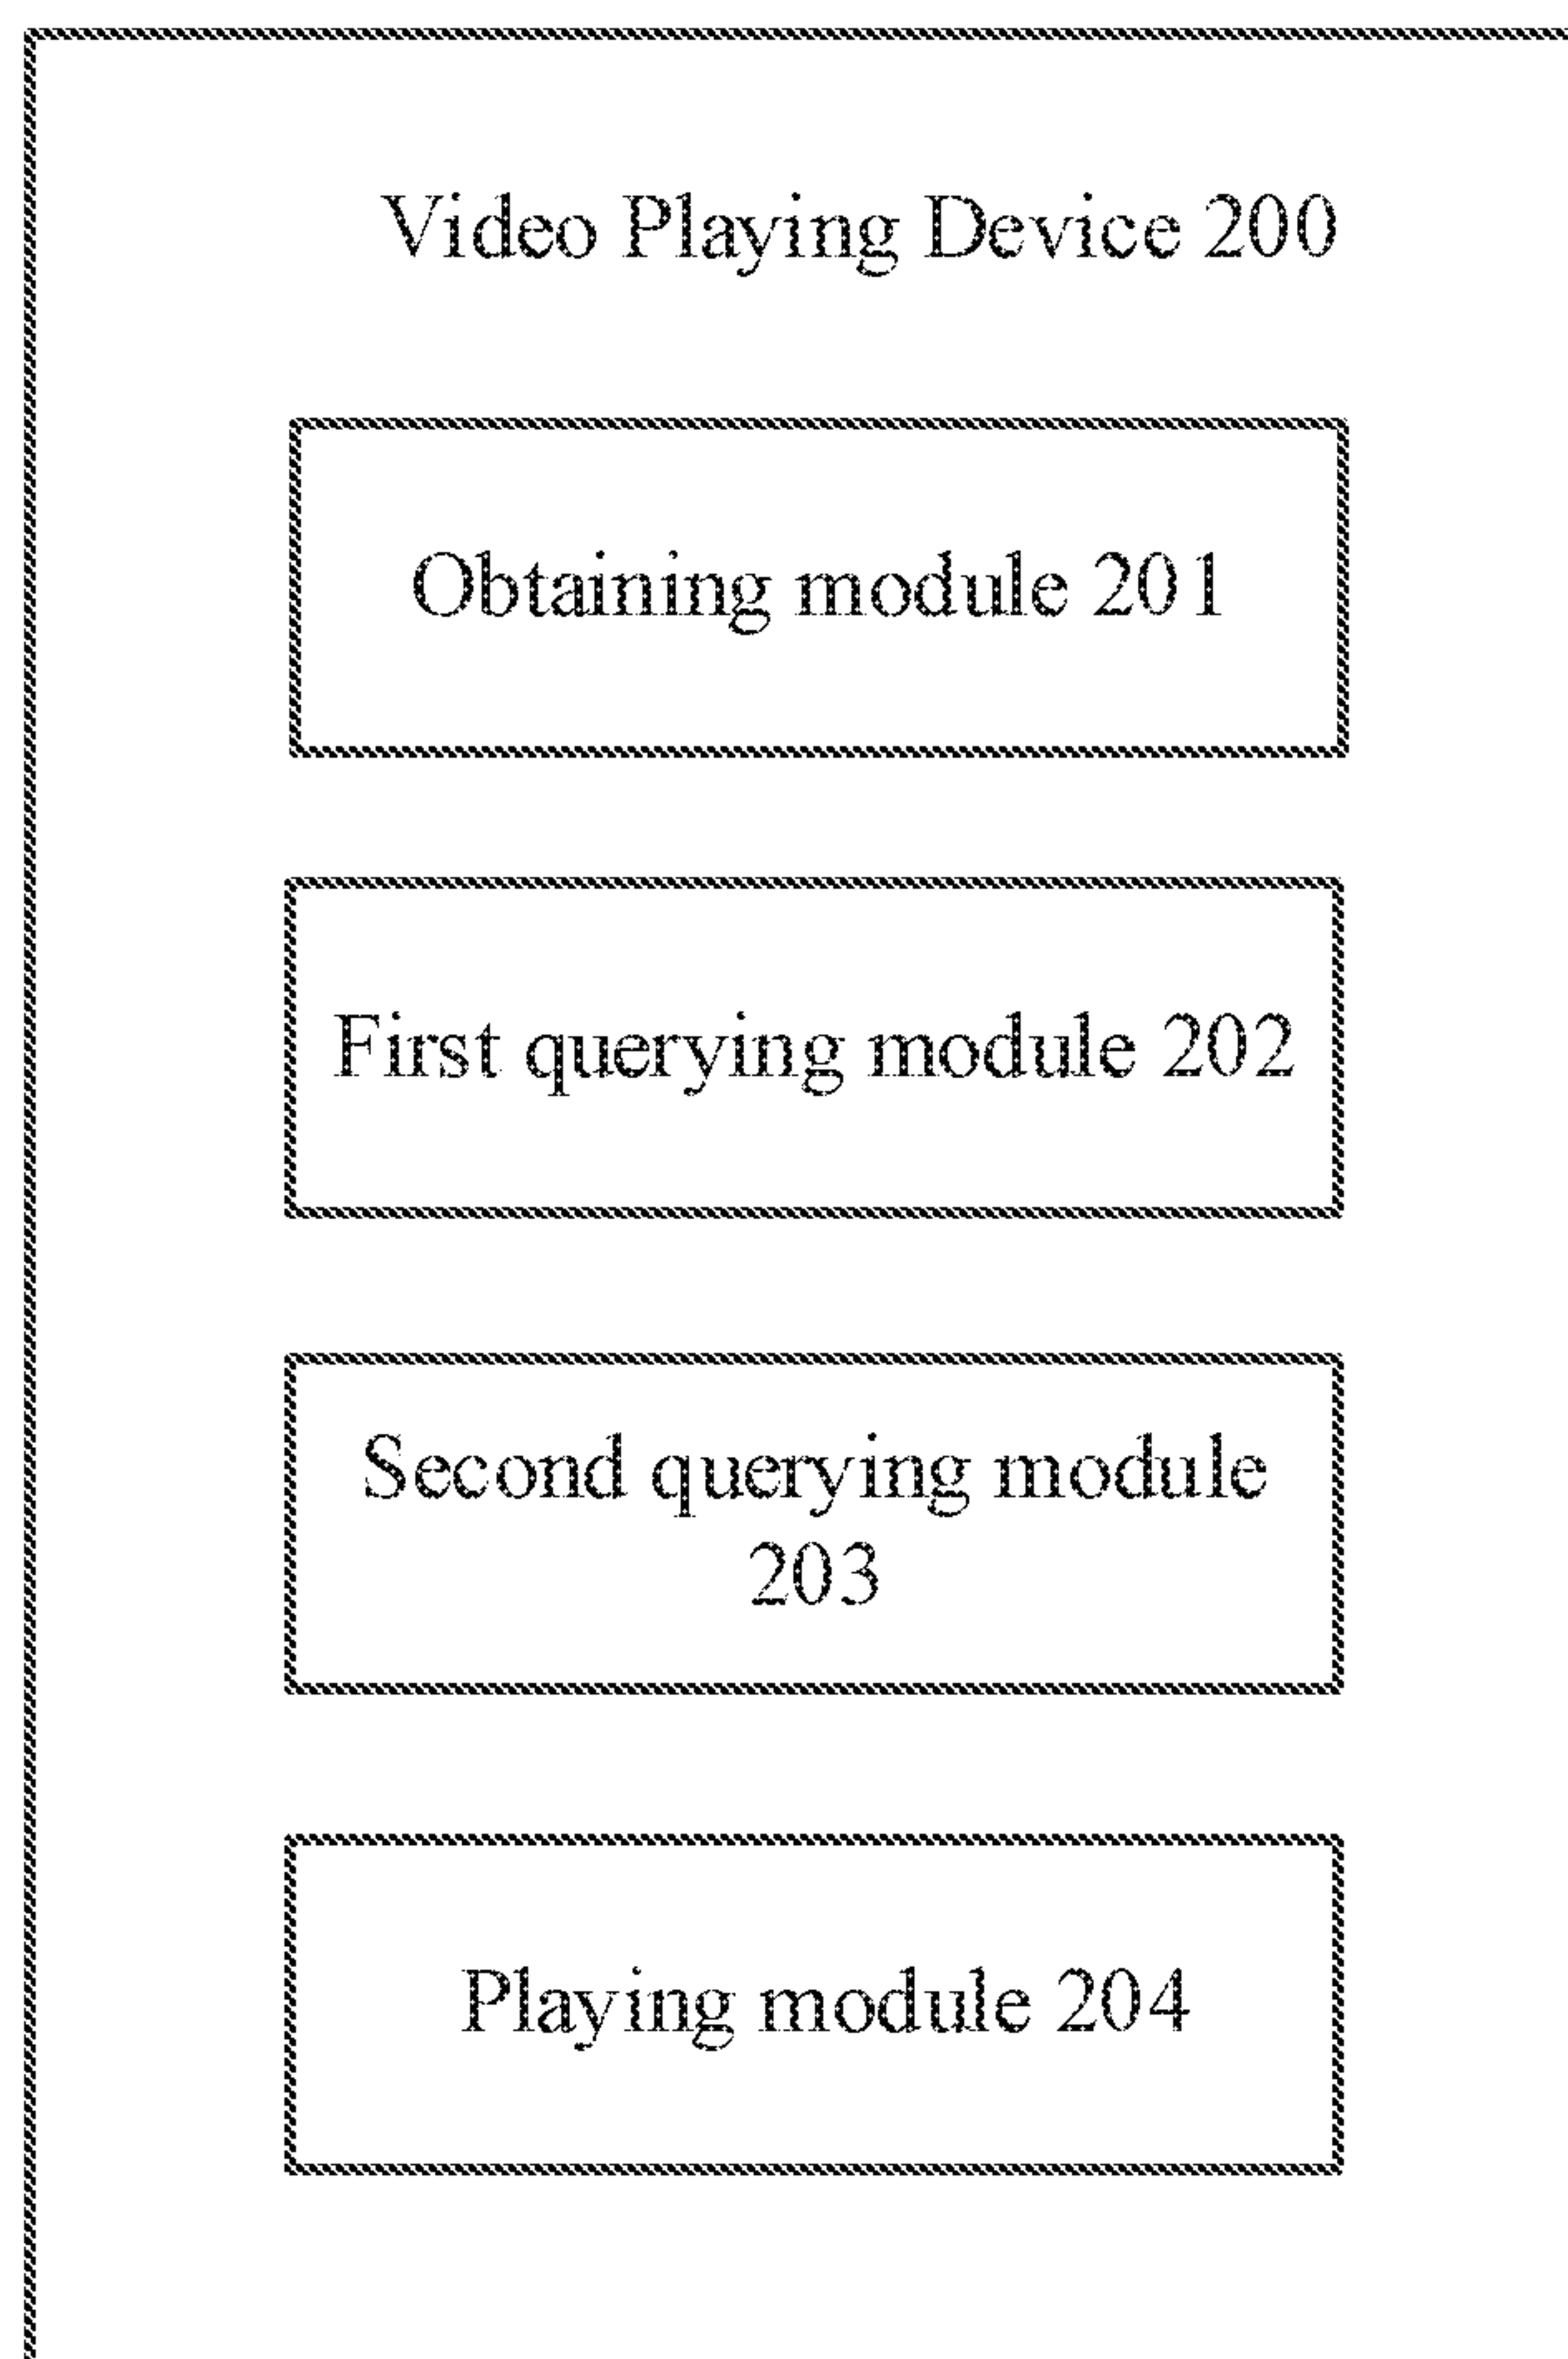 Video Playing Device 200
Obtaining module 201
First querying module 202
Second querying module
203
Playing module 204